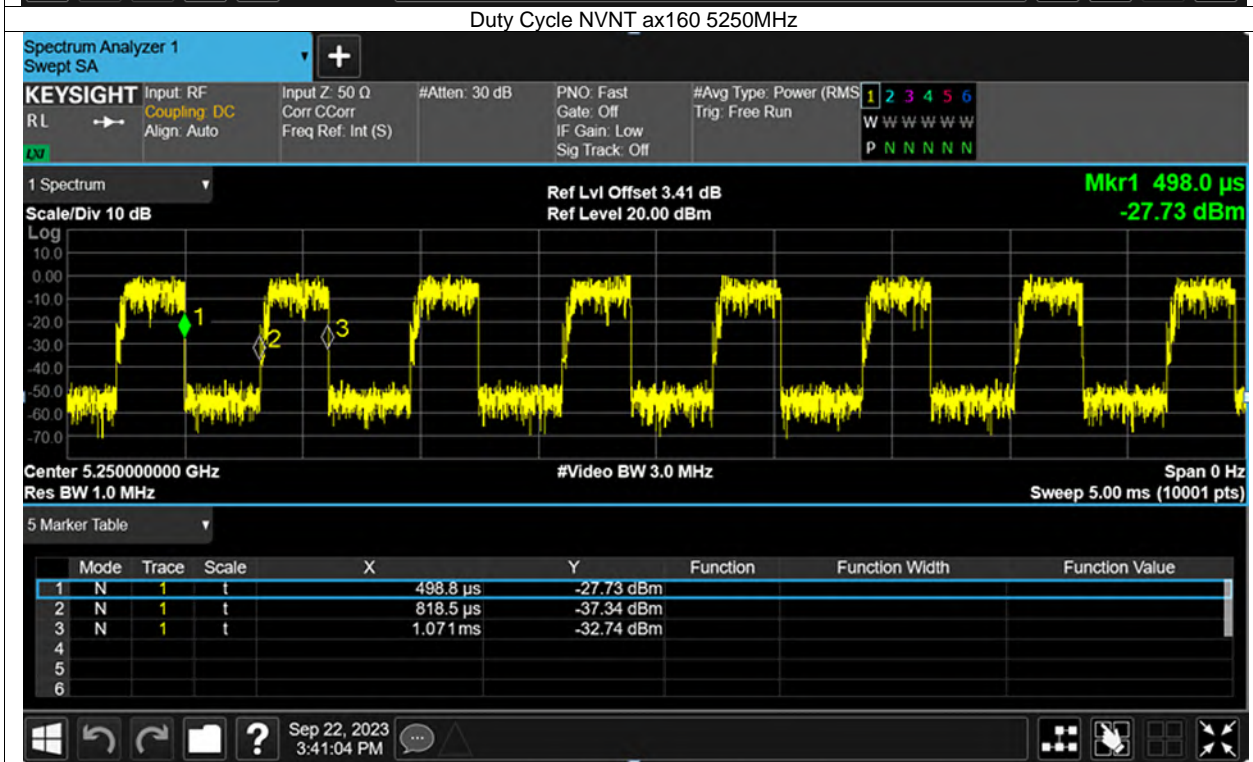 Duty Cycle NVNT ax160 5250MHz
Spectrum Analyzer 1
Swept SA
+
KEYSIGHT Input: RF Input Z: 50 Ω #Atten: 30 dB PNO: Fast #Avg Type: Power (RMS 1 2 3 4 5 6
RL Coupling: DC Corr CCorr Gate: Off Trig: Free Run W W W W W W
Align: Auto Freq Ref: Int (S) IF Gain: Low
LXI Sig Track: Off P N N N N N
1 Spectrum Ref Lvl Offset 3.41 dB Mkr1 498.0 µs
Scale/Div 10 dB Ref Level 20.00 dBm -27.73 dBm
Log
10.0
0.00
-10.0
-20.0 1
-30.0 2 3
-40.0
-50.0
-60.0
-70.0
Center 5.250000000 GHz #Video BW 3.0 MHz Span 0 Hz
Res BW 1.0 MHz Sweep 5.00 ms (10001 pts)
5 Marker Table
Mode Trace Scale X Y Function Function Width Function Value
1 N 1 t 498.8 µs -27.73 dBm
2 N 1 t 818.5 µs -37.34 dBm
3 N 1 t 1.071 ms -32.74 dBm
4
5
6
? Sep 22, 2023
3:41:04 PM